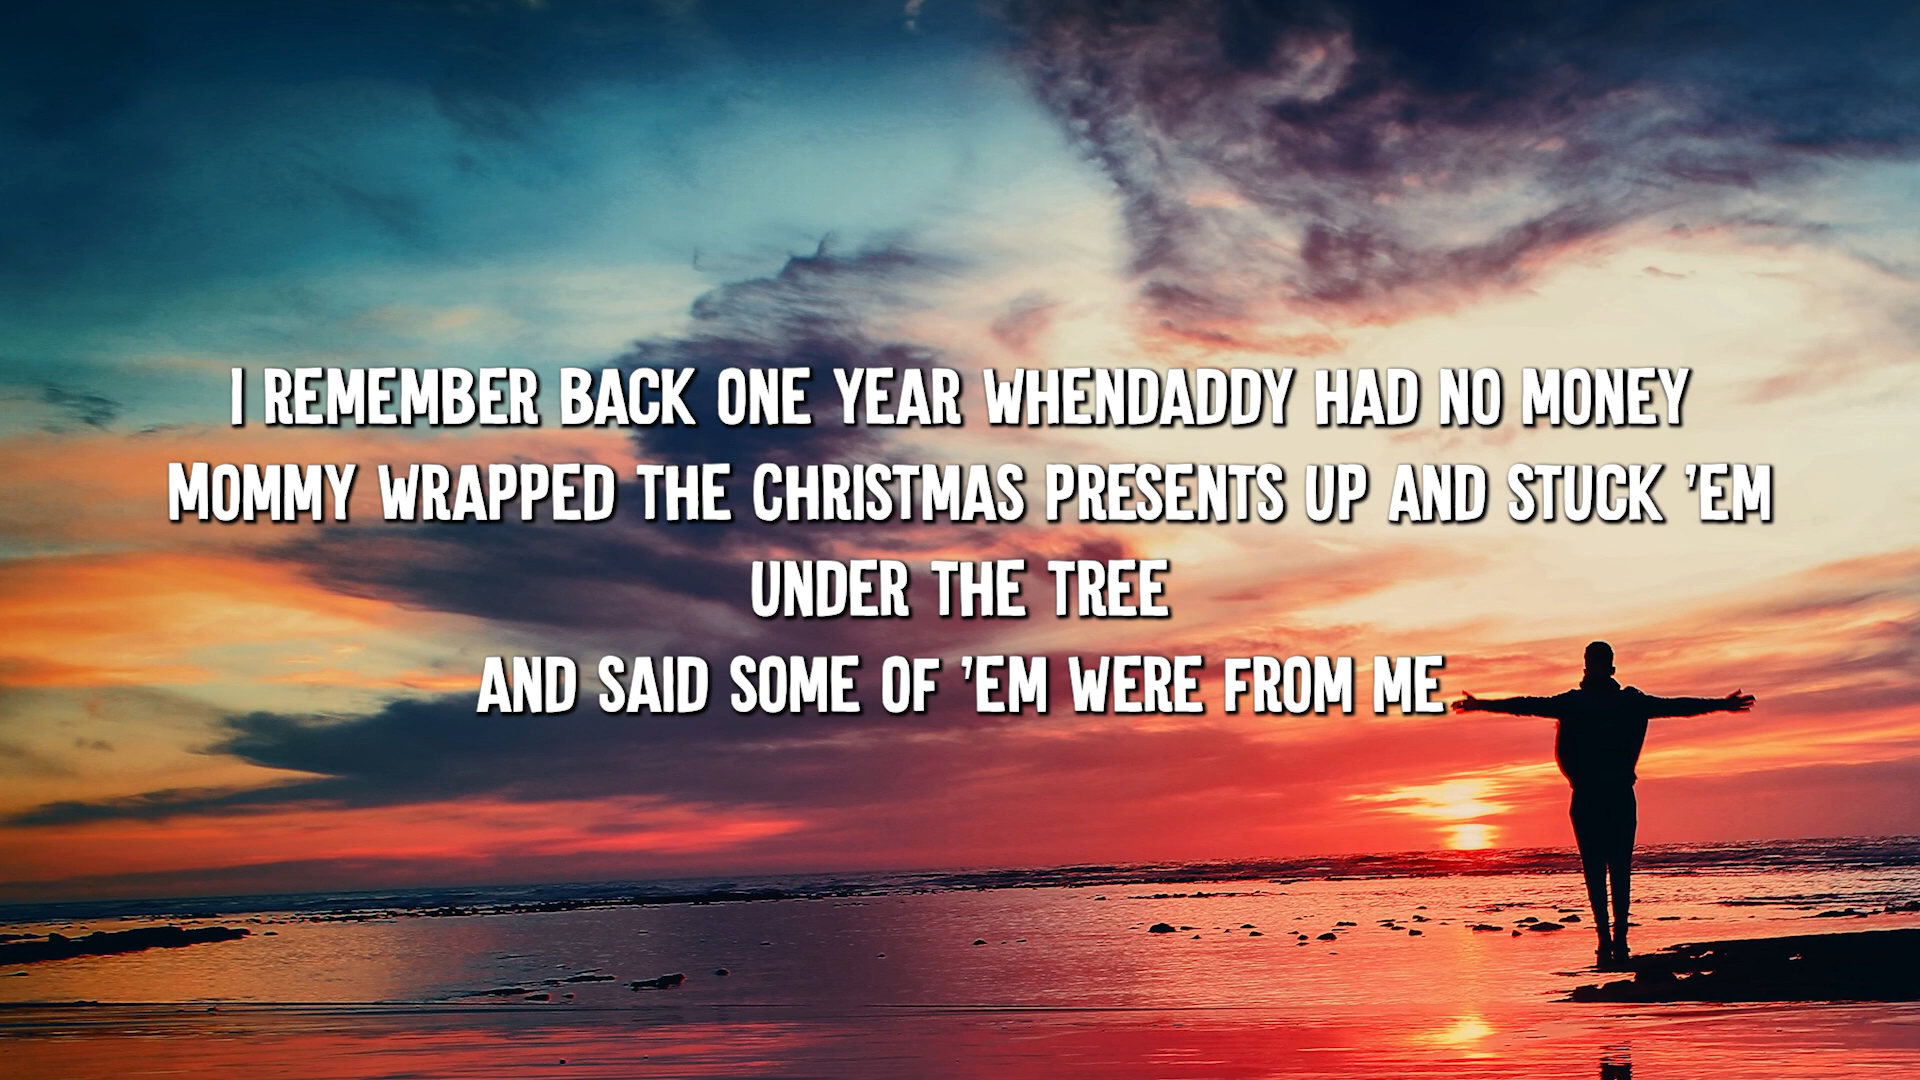 I REMEMBER BACK ONE YEAR WHENDADDY HAD NO MONEY
MOMMY WRAPPED THE CHRISTMAS PRESENTS UP AND STUCK 'EM
UNDER THE TREE
AND SAID SOME OF 'EM WERE FROM ME